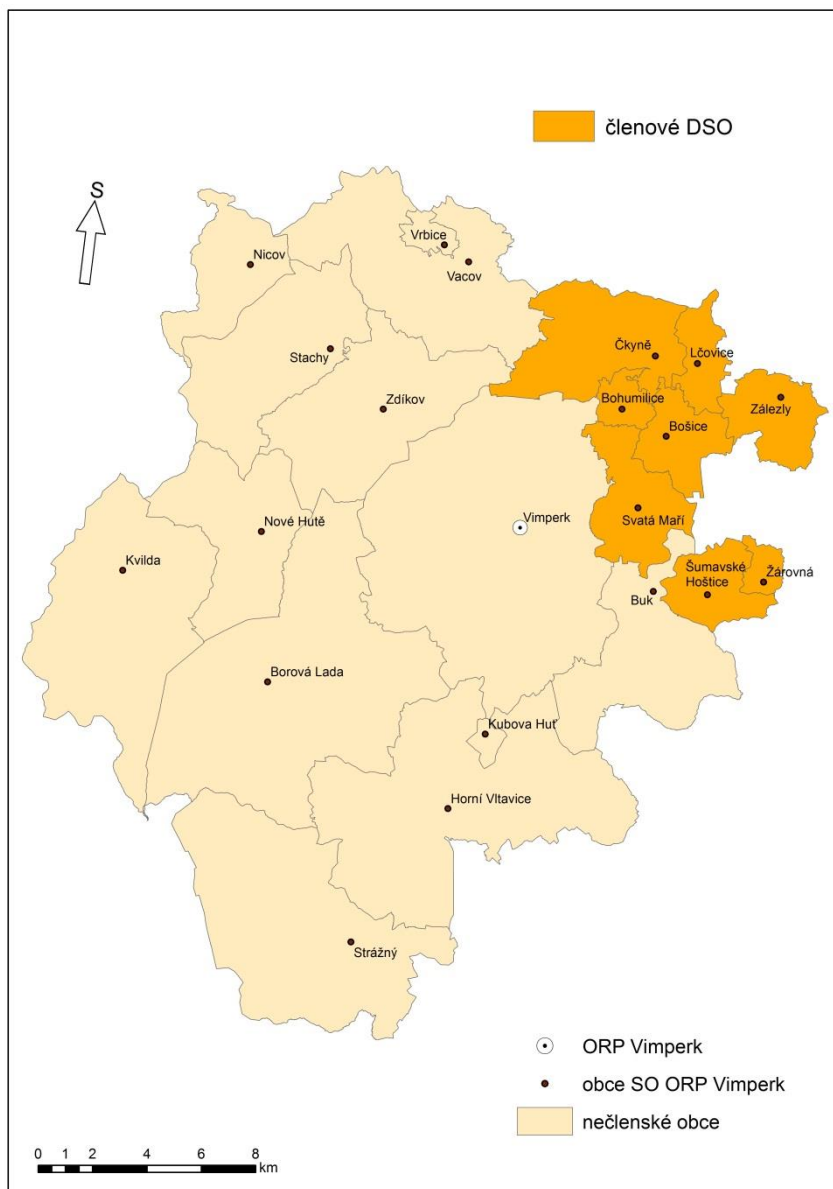 členové DSO
S
Nicov
Vrbice
Vacov
Stachy
Čkyně
Lčovice
Zdíkov
Bohumilice
Zálezly
Bošice
Nové Hutě
Vimperk
Svatá Maří
Kvilda
Šumavské
Hoštice
Žárovná
Buk
Borová Lada
Kubova Huť
Horní Vltavice
Strážný
ORP Vimperk
obce SO ORP Vimperk
nečlenské obce
0 1 2 4 6 8
km